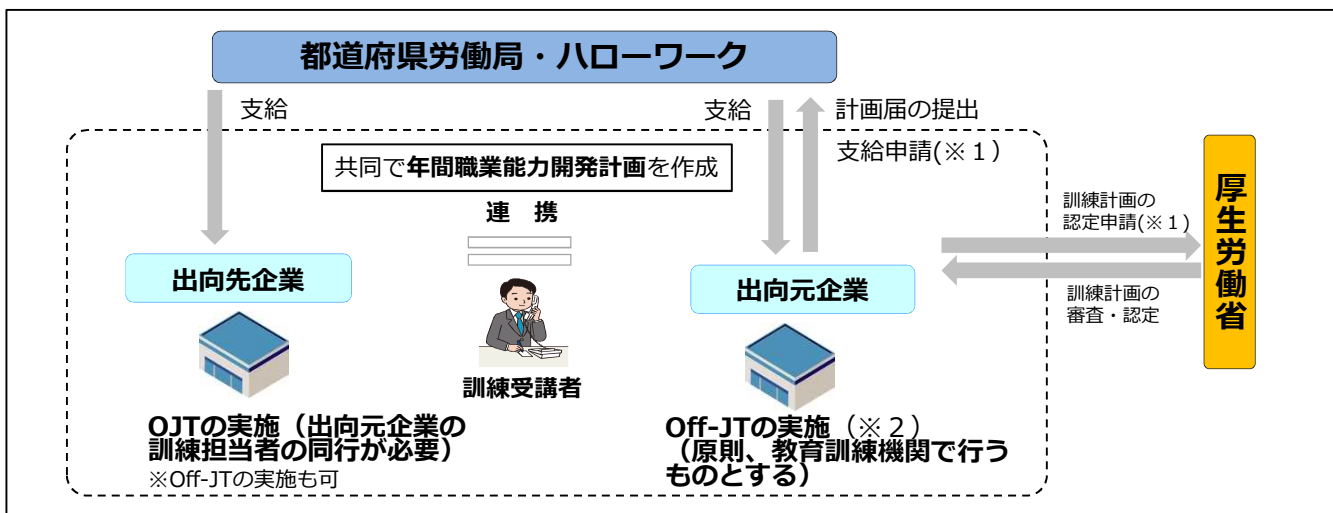 都道府県労働局・ハローワーク
支給
支給
計画届の提出
支給申請(※１)
共同で年間職業能力開発計画を作成
連　携
出向先企業
訓練受講者
出向元企業
OJTの実施（出向元企業の
訓練担当者の同行が必要）
※Off-JTの実施も可
Off-JTの実施（※２）
（原則、教育訓練機関で行う
ものとする）
訓練計画の
認定申請(※１)
訓練計画の
審査・認定
厚生労働省